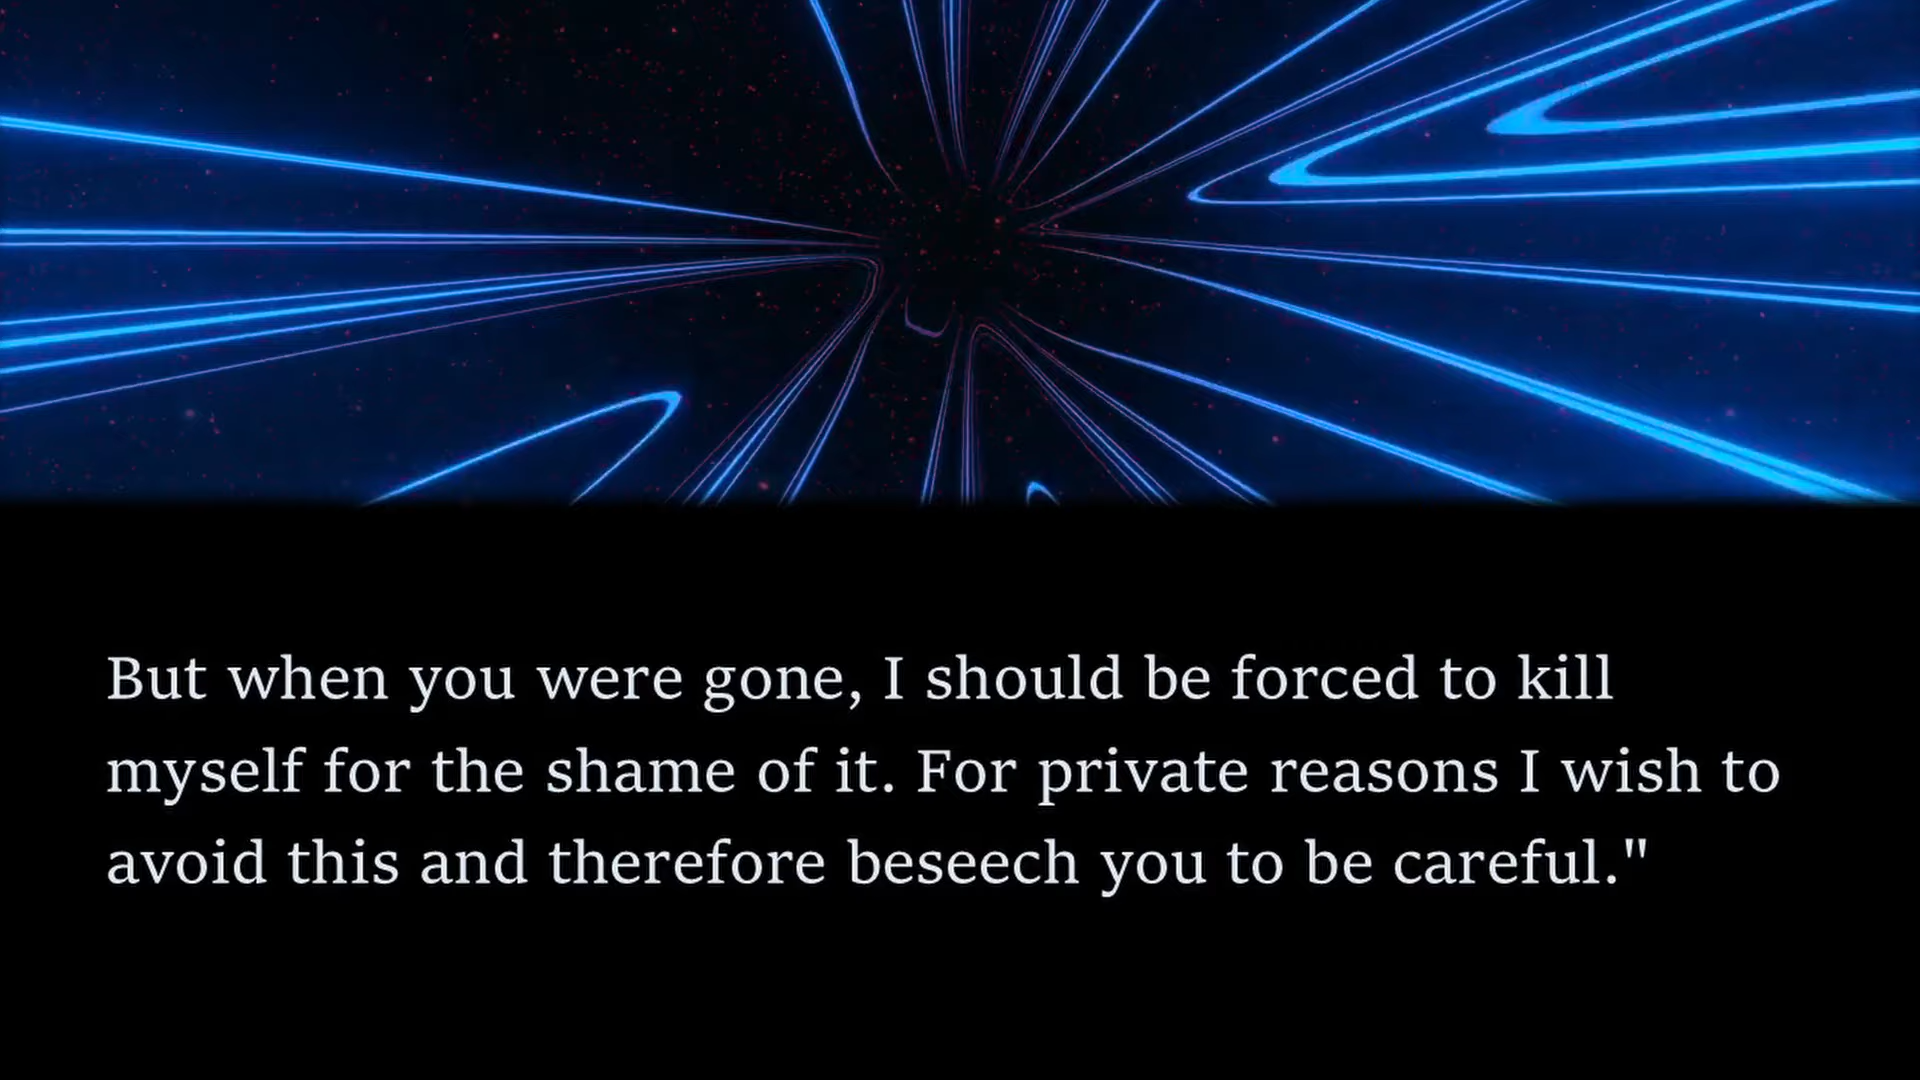 But when you were gone, I should be forced to kill
myself for the shame of it. For private reasons I wish to
avoid this and therefore beseech you to be careful."